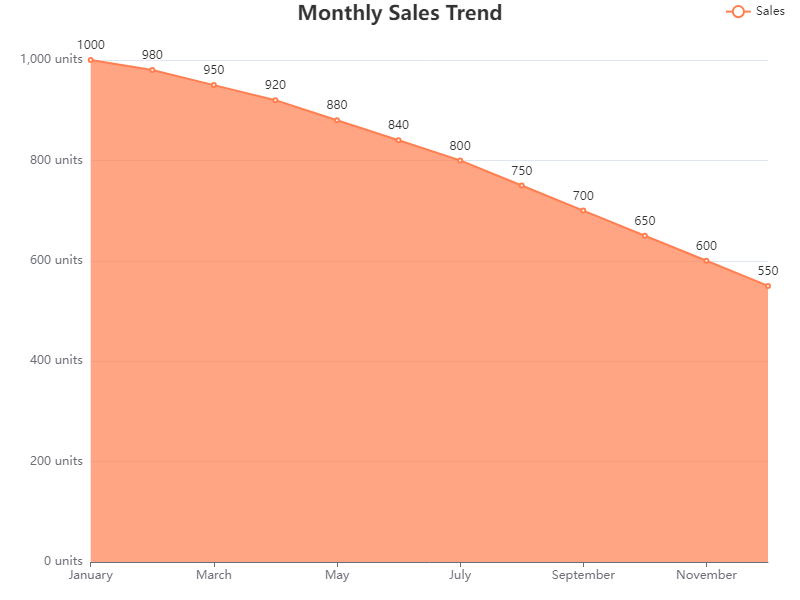 Monthly Sales Trend
Sales
1000
980
950
920
880
840
800
750
700
650
600
550
1,000 units
800 units
600 units
400 units
200 units
0 units
January
March
May
July
September
November